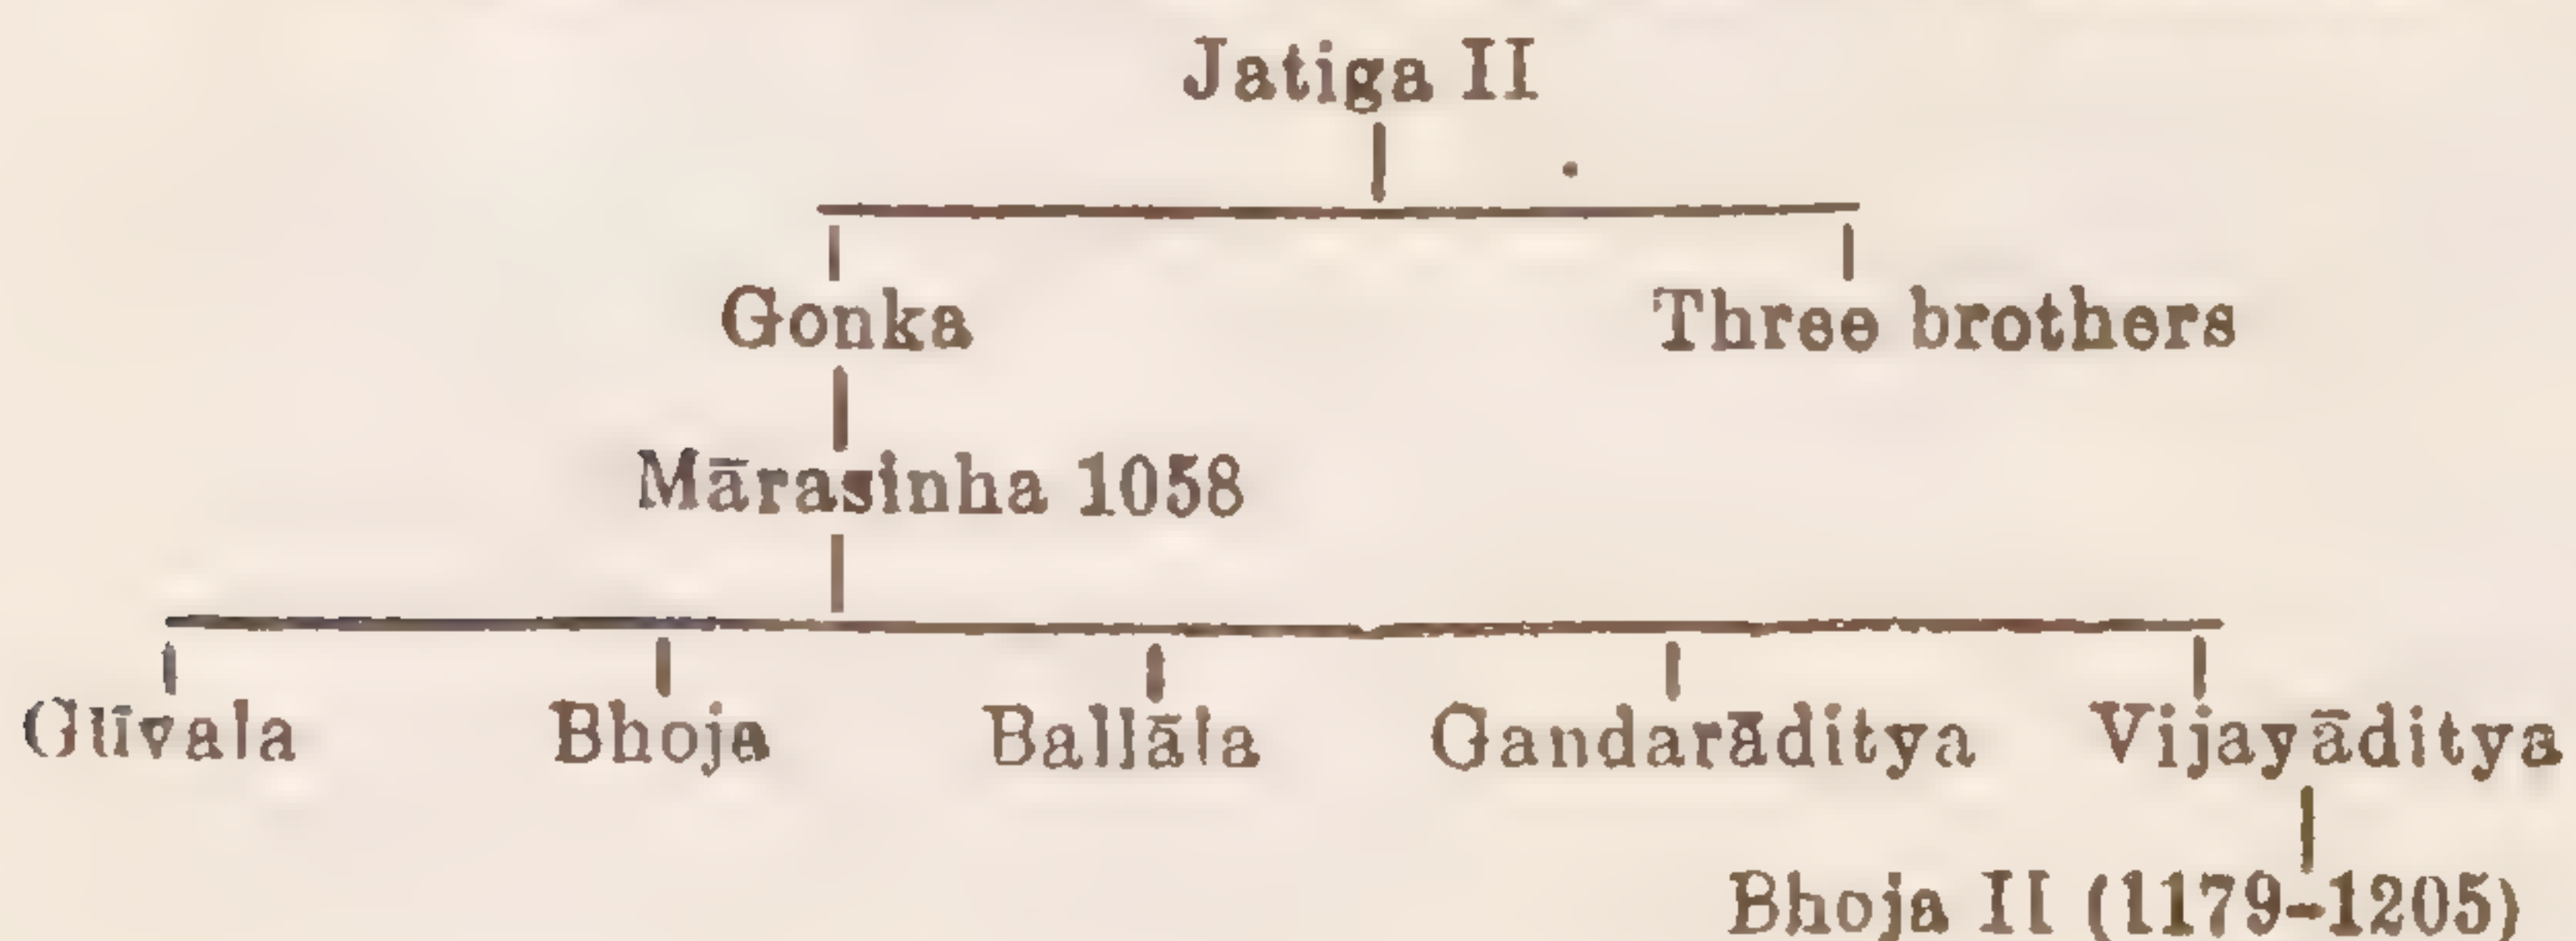 Jatiga II
Gonka Three brothers
Mārasinha 1058
Gūvala Bhoja Ballāla Gandarāditya Vijayāditya
Bhoja II (1179-1205)